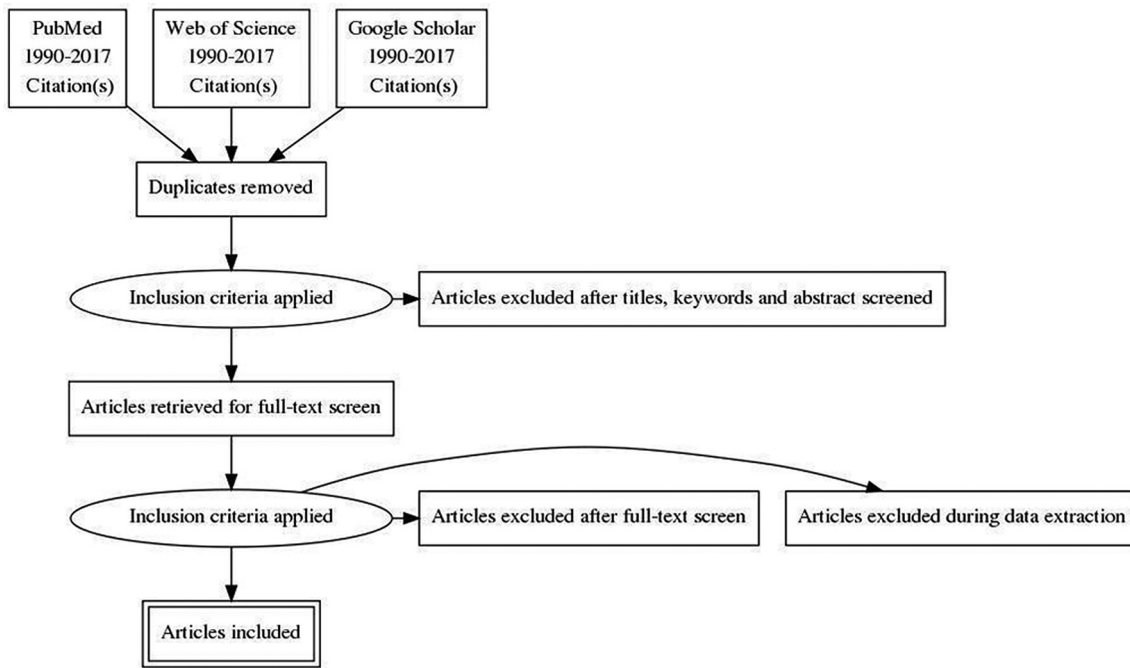 PubMed
1990-2017
Citation(s)
Web of Science
1990-2017
Citation(s)
Google Scholar
1990-2017
Citation(s)
Duplicates removed
Inclusion criteria applied
Articles excluded after titles, keywords and abstract screened
Articles retrieved for full-text screen
Inclusion criteria applied
Articles excluded after full-text screen
Articles excluded during data extraction
Articles included